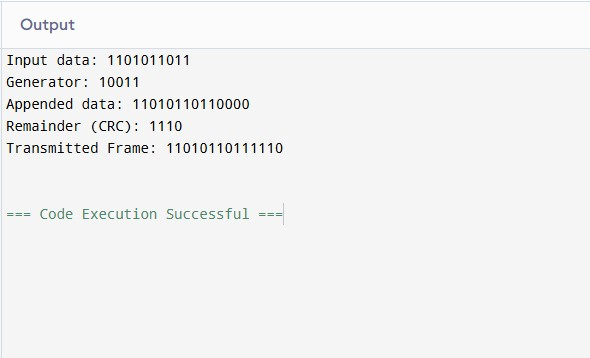 Output
Input data: 1101011011
Generator: 10011
Appended data: 11010110110000
Remainder (CRC): 1110
Transmitted Frame: 11010110111110
=== Code Execution Successful ===